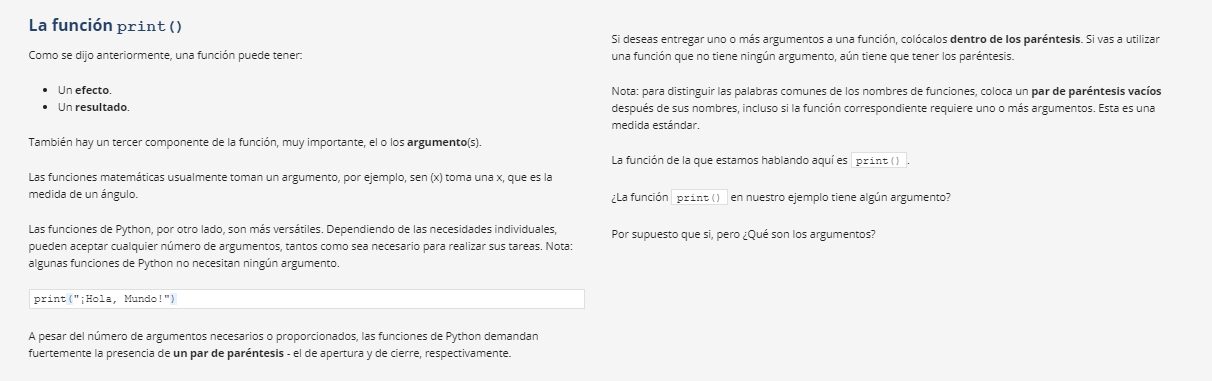 La función print()
Como se dijo anteriormente, una función puede tener:
• Un efecto.
• Un resultado.
También hay un tercer componente de la función, muy importante, el o los argumento(s).
Las funciones matemáticas usualmente toman un argumento, por ejemplo, sen (x) toma una x, que es la
medida de un ángulo.
Las funciones de Python, por otro lado, son más versátiles. Dependiendo de las necesidades individuales,
pueden aceptar cualquier número de argumentos, tantos como sea necesario para realizar sus tareas. Nota:
algunas funciones de Python no necesitan ningún argumento.
print("¡Hola, Mundo!")
A pesar del número de argumentos necesarios o proporcionados, las funciones de Python demandan
fuertemente la presencia de un par de paréntesis - el de apertura y de cierre, respectivamente.
Si deseas entregar uno o más argumentos a una función, colócalos dentro de los paréntesis. Si vas a utilizar
una función que no tiene ningún argumento, aún tiene que tener los paréntesis.
Nota: para distinguir las palabras comunes de los nombres de funciones, coloca un par de paréntesis vacíos
después de sus nombres, incluso si la función correspondiente requiere uno o más argumentos. Esta es una
medida estándar.
La función de la que estamos hablando aquí es print().
¿La función print() en nuestro ejemplo tiene algún argumento?
Por supuesto que si, pero ¿Qué son los argumentos?